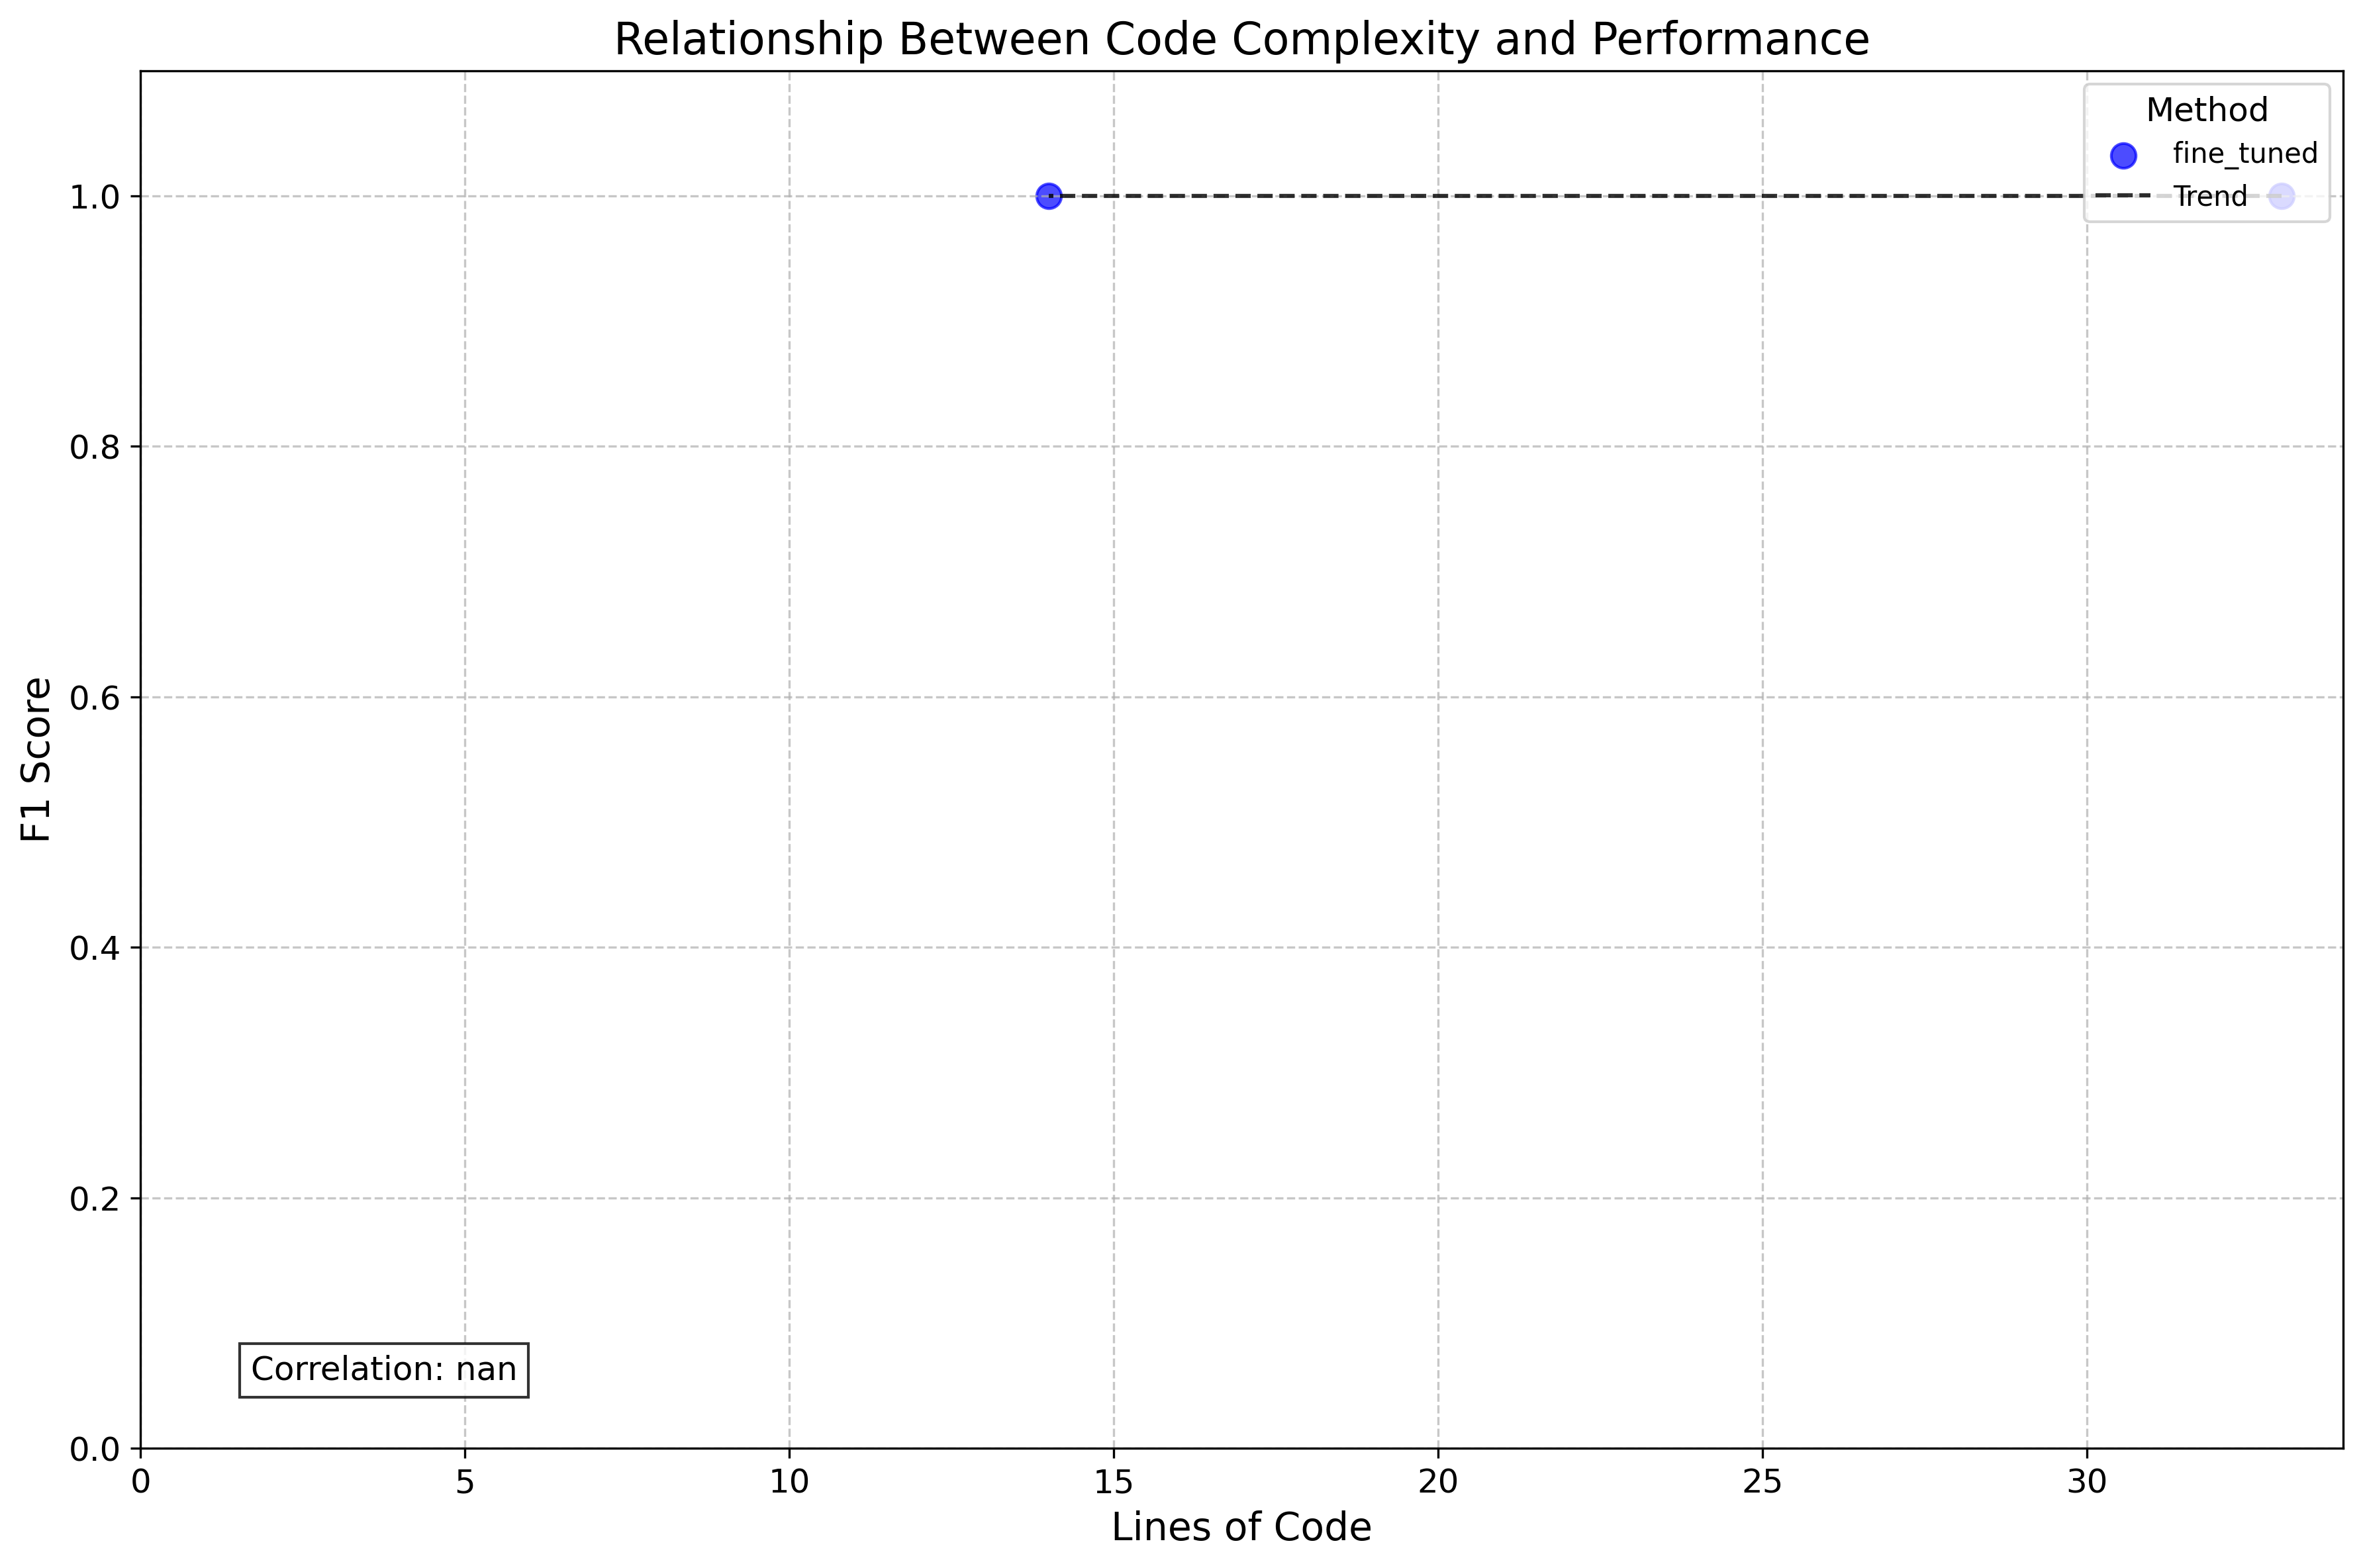 Relationship Between Code Complexity and Performance
Method
fine_tuned
Trend
1.0
0.8
0.6
0.4
0.2
0.0
F1 Score
Correlation: nan
0 5 10 15 20 25 30
Lines of Code